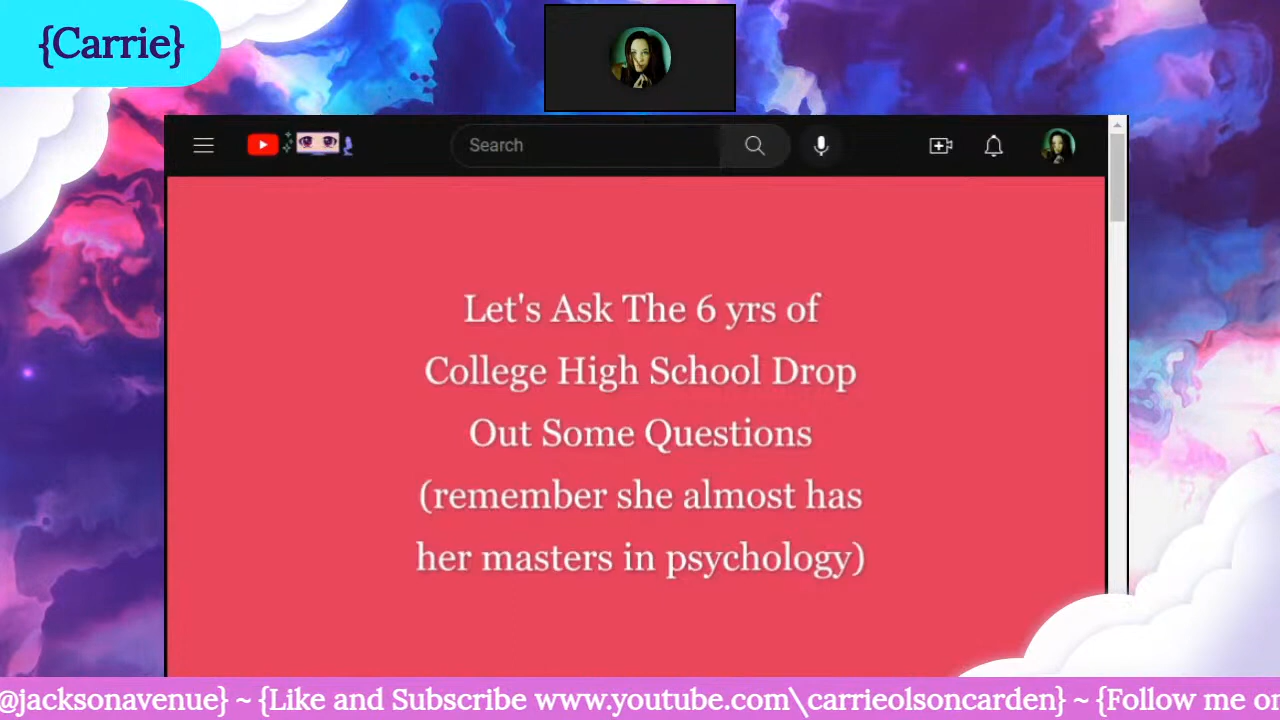 {Carrie}
Search
Let's Ask The 6 yrs of
College High School Drop
Out Some Questions
(remember she almost has
her masters in psychology)
@jacksonavenue} ~ {Like and Subscribe www.youtube.com\carrieolsoncarden} ~ {Follow me on